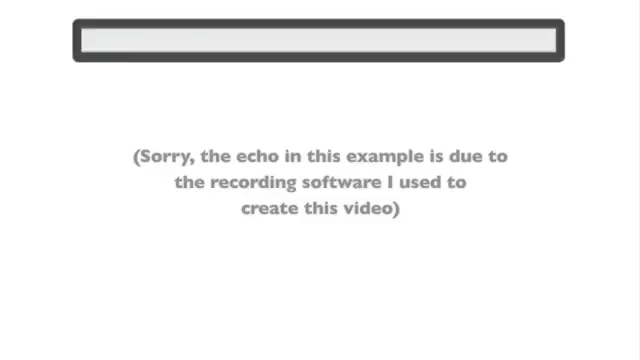 (Sorry, the echo in this example is due to
the recording software I used to
create this video)